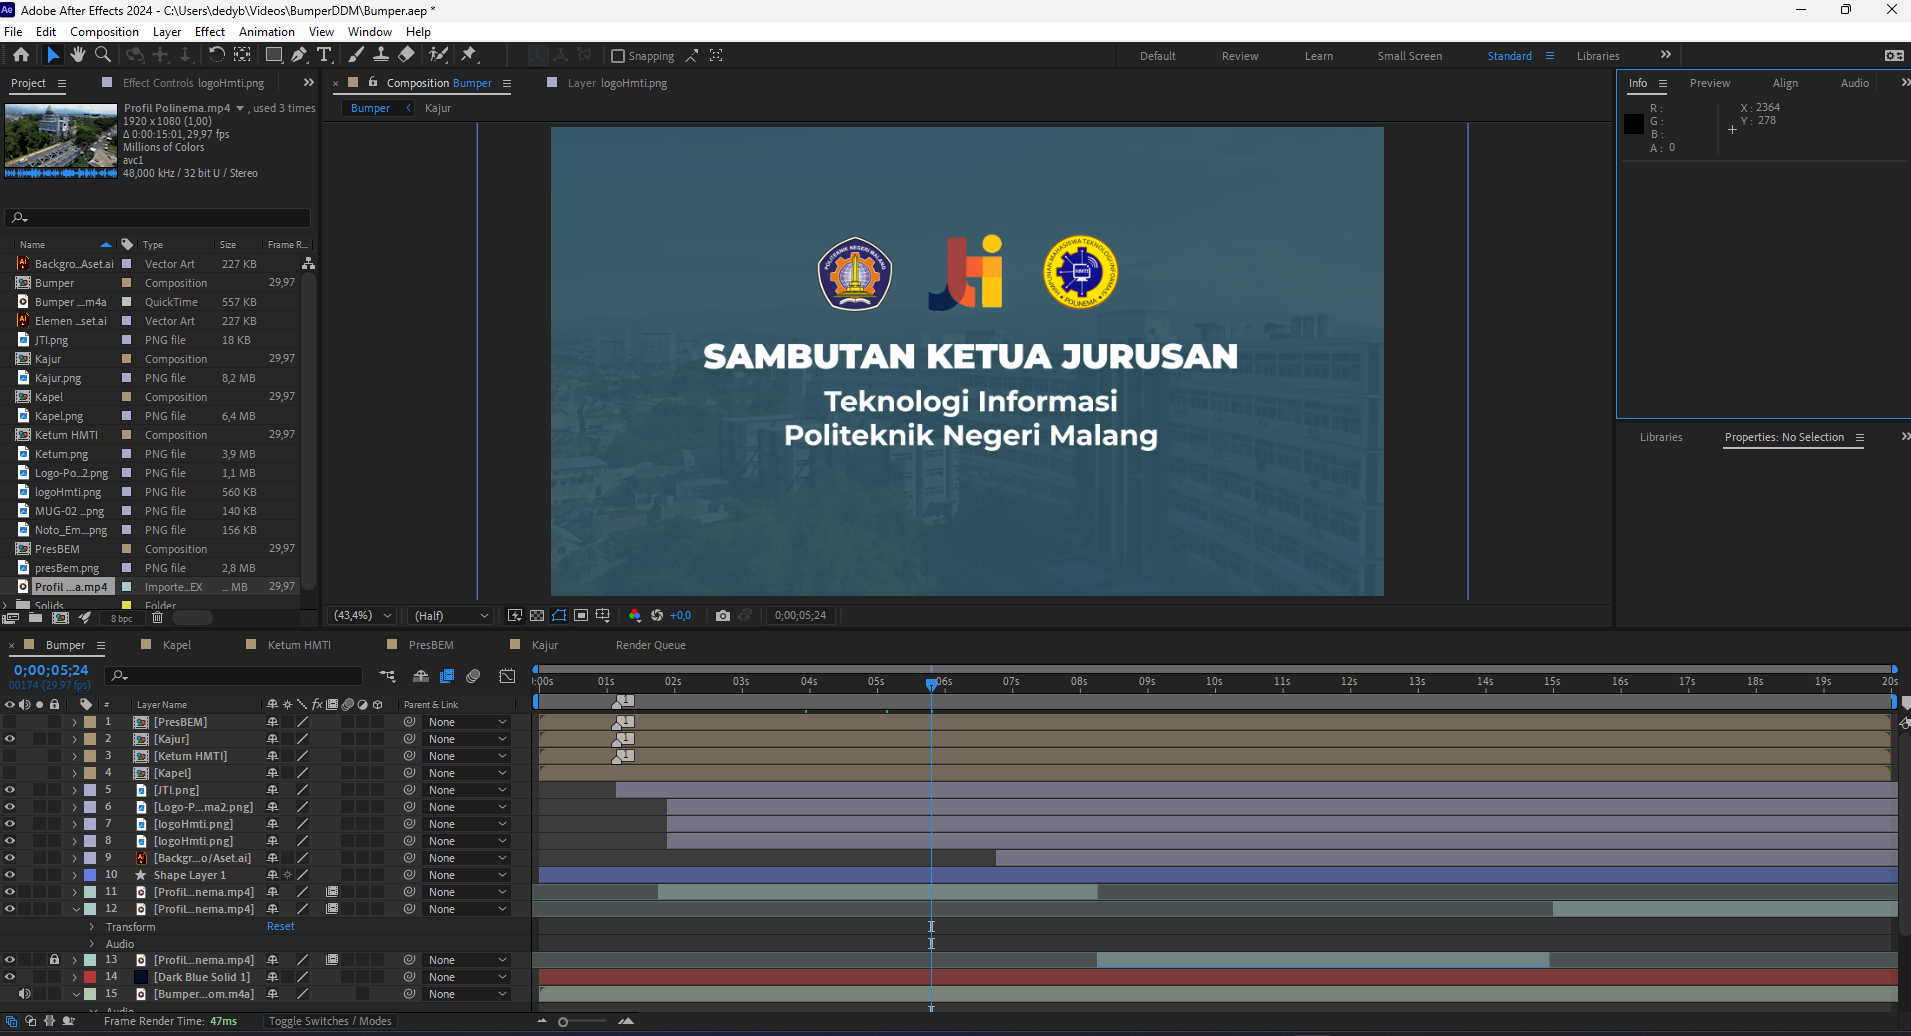 Adobe After Effects 2024 - C:\Users\dedyb\Videos\BumperDDM\Bumper.aep *
File Edit Composition Layer Effect Animation View Window Help
Snapping Default Review Learn Small Screen Standard Libraries
Project Effect Controls logoHmti.png
Composition Bumper Layer logoHmti.png
Info Preview Align Audio
Bumper Kajur
Profil Polinema.mp4 , used 3 times
1920 x 1080 (1,00)
Δ 0:00:15:01, 29,97 fps
Millions of Colors
avc1
48,000 kHz / 32 bit U / Stereo
R :
G :
B :
A : 0
X : 2364
Y : 278
Name Type Size Frame R...
Backgro...Aset.ai Vector Art 227 KB
Bumper Composition 29,97
Bumper ....m4a QuickTime 557 KB
Elemen ...set.ai Vector Art 227 KB
JTI.png PNG file 18 KB
Kajur Composition 29,97
Kajur.png PNG file 8,2 MB
Kapel Composition 29,97
Kapel.png PNG file 6,4 MB
Ketum HMTI Composition 29,97
Ketum.png PNG file 3,9 MB
Logo-Po...2.png PNG file 1,1 MB
logoHmti.png PNG file 560 KB
MUG-02 ...png PNG file 140 KB
Noto_Em....png PNG file 156 KB
PresBEM Composition 29,97
presBem.png PNG file 2,8 MB
Profil ...a.mp4 Importe...EX ... MB 29,97
Solids Folder
8 bpc
POLITEKNIK NEGERI MALANG
HIMPUNAN MAHASISWA TEKNOLOGI INFORMASI
HMTI
POLINEMA
SAMBUTAN KETUA JURUSAN
Teknologi Informasi
Politeknik Negeri Malang
Libraries Properties: No Selection
(43,4%) (Half) +0,0 0;00;05;24
Bumper Kapel Ketum HMTI PresBEM Kajur Render Queue
0;00;05;24
00174 (29.97 fps)
:00s 01s 02s 03s 04s 05s 06s 07s 08s 09s 10s 11s 12s 13s 14s 15s 16s 17s 18s 19s 20s
# Layer Name fx Parent & Link
1
1 [PresBEM] None 1
2 [Kajur] None 1
3 [Ketum HMTI] None 1
4 [Kapel] None
5 [JTI.png] None
6 [Logo-P...ma2.png] None
7 [logoHmti.png] None
8 [logoHmti.png] None
9 [Backgr...o/Aset.ai] None
10 Shape Layer 1 None
11 [Profil...nema.mp4] None
12 [Profil...nema.mp4] None
Transform Reset
Audio
13 [Profil...nema.mp4] None
14 [Dark Blue Solid 1] None
15 [Bumper...om.m4a] None
Audio
Frame Render Time: 47ms Toggle Switches / Modes